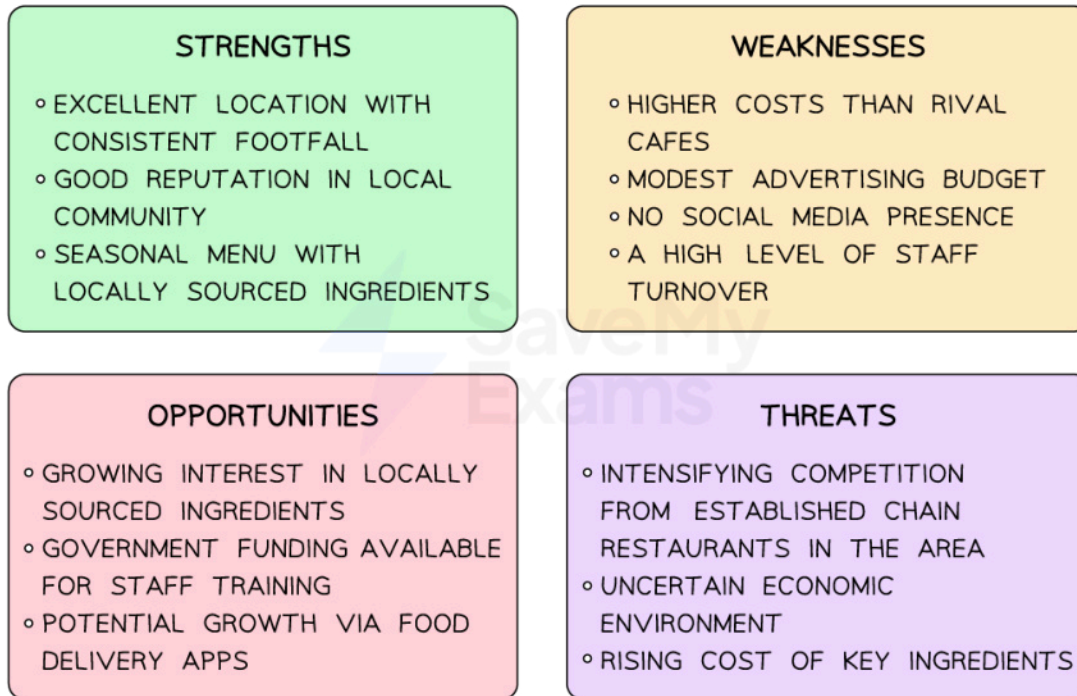 STRENGTHS
◦ EXCELLENT LOCATION WITH
CONSISTENT FOOTFALL
◦ GOOD REPUTATION IN LOCAL
COMMUNITY
◦ SEASONAL MENU WITH
LOCALLY SOURCED INGREDIENTS
WEAKNESSES
◦ HIGHER COSTS THAN RIVAL
CAFES
◦ MODEST ADVERTISING BUDGET
◦ NO SOCIAL MEDIA PRESENCE
◦ A HIGH LEVEL OF STAFF
TURNOVER
SaveMy
Exams
OPPORTUNITIES
◦ GROWING INTEREST IN LOCALLY
SOURCED INGREDIENTS
◦ GOVERNMENT FUNDING AVAILABLE
FOR STAFF TRAINING
◦ POTENTIAL GROWTH VIA FOOD
DELIVERY APPS
THREATS
◦ INTENSIFYING COMPETITION
FROM ESTABLISHED CHAIN
RESTAURANTS IN THE AREA
◦ UNCERTAIN ECONOMIC
ENVIRONMENT
◦ RISING COST OF KEY INGREDIENTS